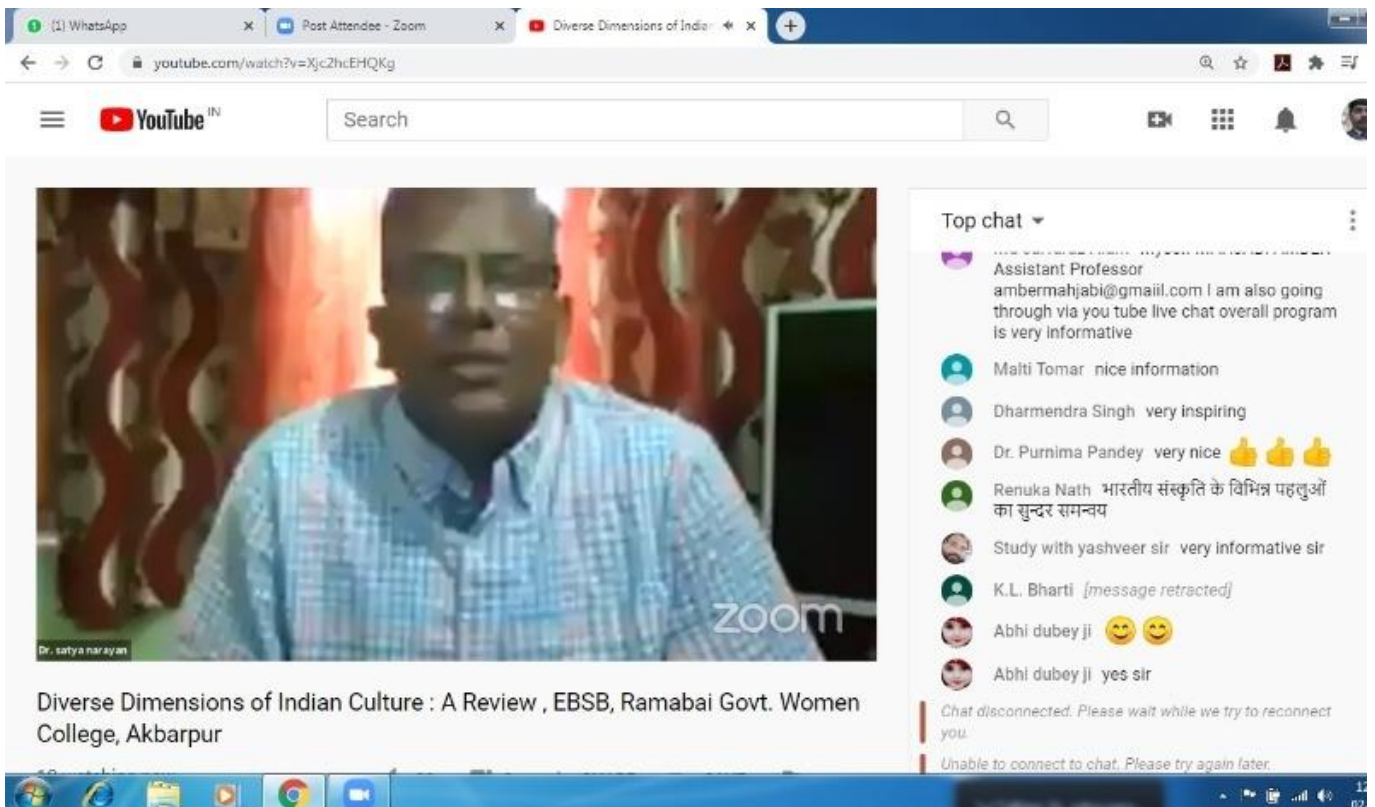 (1) WhatsApp
Post Attendee - Zoom
Diverse Dimensions of India
youtube.com/watch?v=Xjc2hcEHQKg
YouTube IN
Search
zoom
Dr. satya narayan
Diverse Dimensions of Indian Culture : A Review , EBSB, Ramabai Govt. Women
College, Akbarpur
Top chat
Assistant Professor
ambermahjabi@gmaiil.com I am also going
through via you tube live chat overall program
is very informative
Malti Tomar nice information
Dharmendra Singh very inspiring
Dr. Purnima Pandey very nice 👍👍👍
Renuka Nath भारतीय संस्कृति के विभिन्न पहलुओं
का सुन्दर समन्वय
Study with yashveer sir very informative sir
K.L. Bharti [message retracted]
Abhi dubey ji 😊😊
Abhi dubey ji yes sir
Chat disconnected. Please wait while we try to reconnect
you.
Unable to connect to chat. Please try again later.